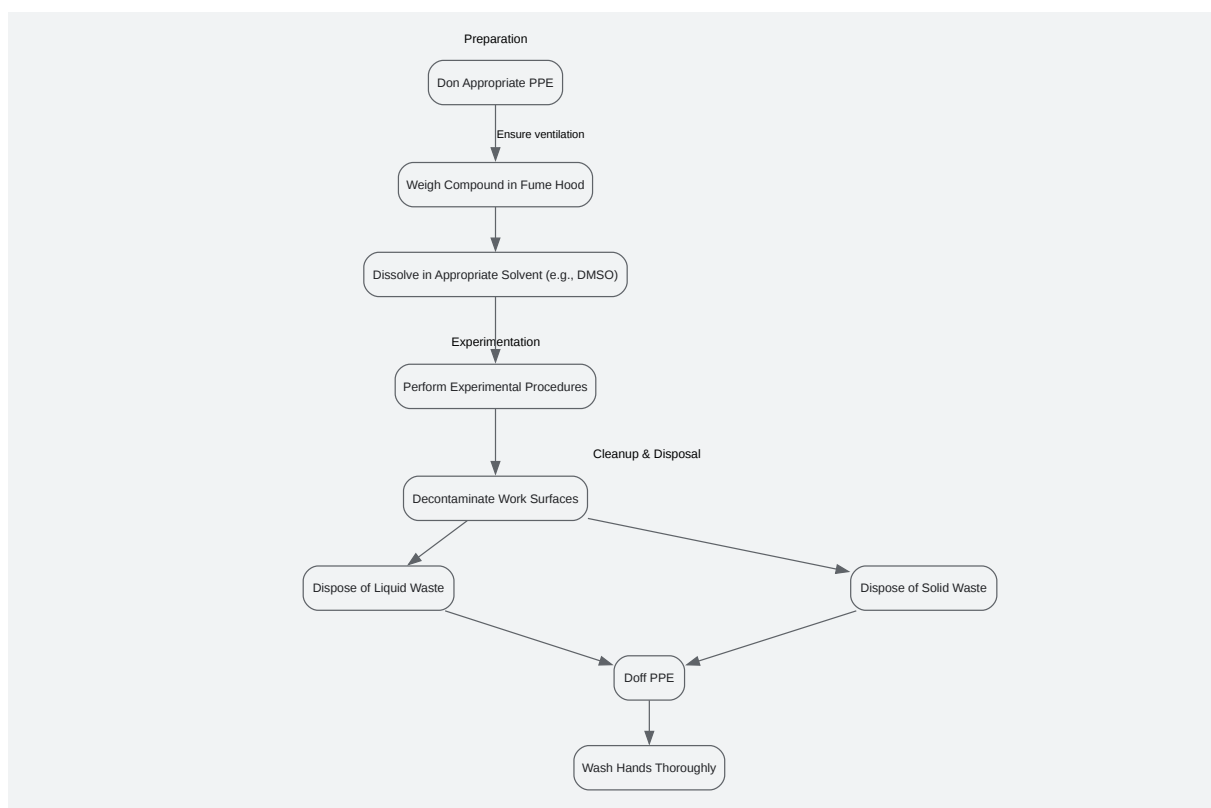 Preparation
Don Appropriate PPE
Ensure ventilation
Weigh Compound in Fume Hood
Dissolve in Appropriate Solvent (e.g., DMSO)
Experimentation
Perform Experimental Procedures
Cleanup & Disposal
Decontaminate Work Surfaces
Dispose of Liquid Waste
Dispose of Solid Waste
Doff PPE
Wash Hands Thoroughly